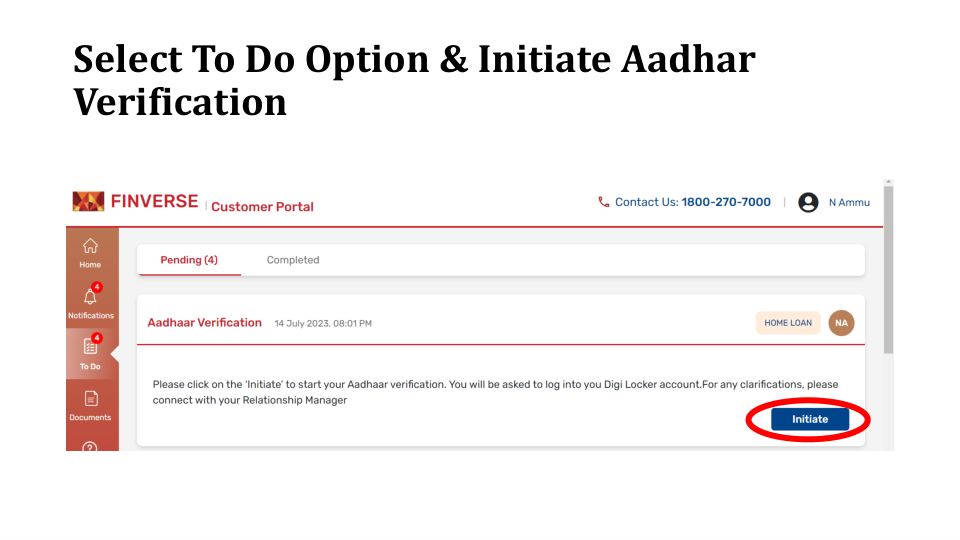 Select To Do Option & Initiate Aadhar
Verification
FINVERSE | Customer Portal
Contact Us: 1800-270-7000 | N Ammu
Home
Pending (4) Completed
4
Notifications
Aadhaar Verification 14 July 2023, 08:01 PM HOME LOAN NA
4
To Do
Please click on the 'Initiate' to start your Aadhaar verification. You will be asked to log into you Digi Locker account.For any clarifications, please
connect with your Relationship Manager
Documents
Initiate
?